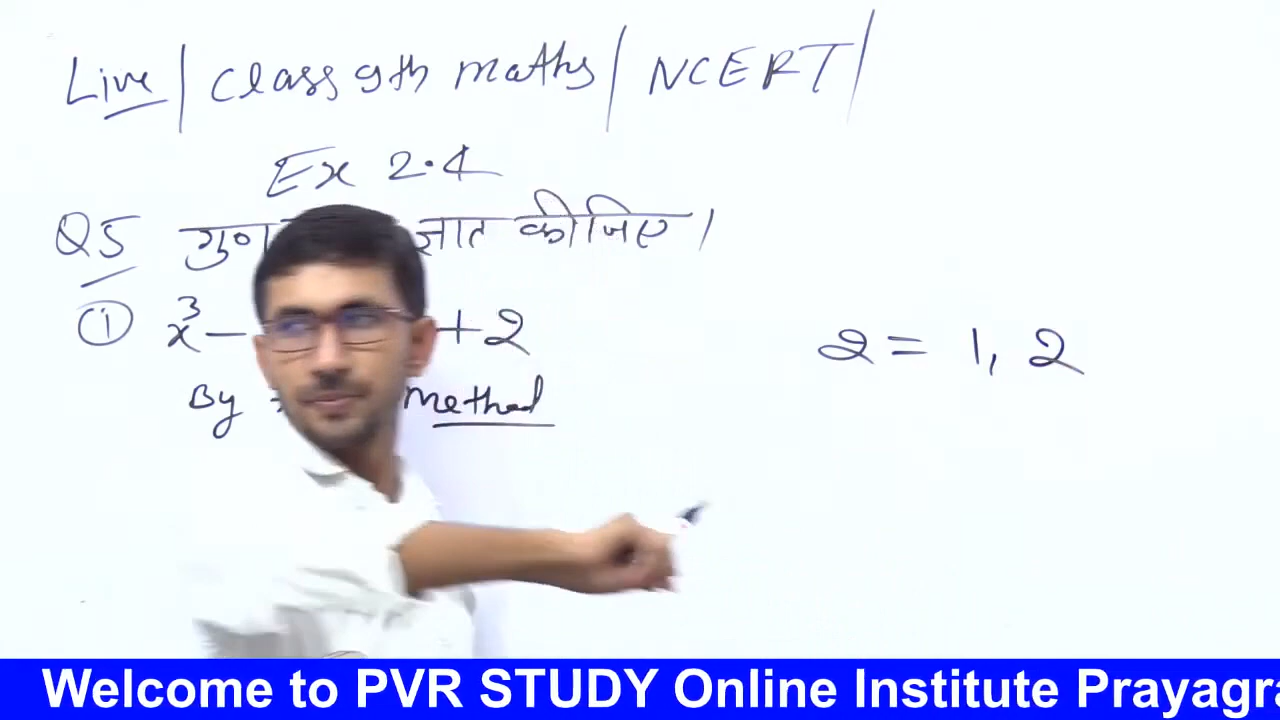 Live / Class 9th maths / NCERT /
Ex 2.4
Q5 ज्ञात कीजिए।
① x³ - + 2
2 = 1, 2
By method
Welcome to PVR STUDY Online Institute